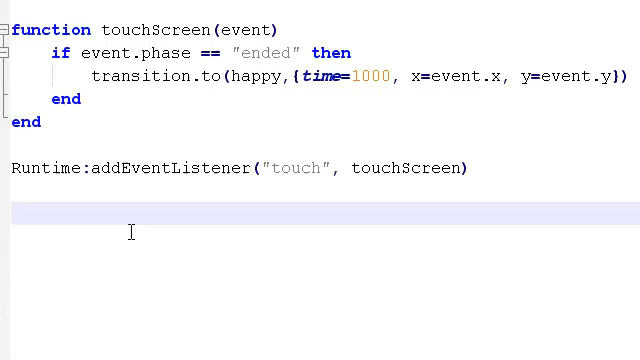 function touchScreen(event)
if event.phase == "ended" then
transition.to(happy,{time=1000, x=event.x, y=event.y})
end
end
Runtime:addEventListener("touch", touchScreen)